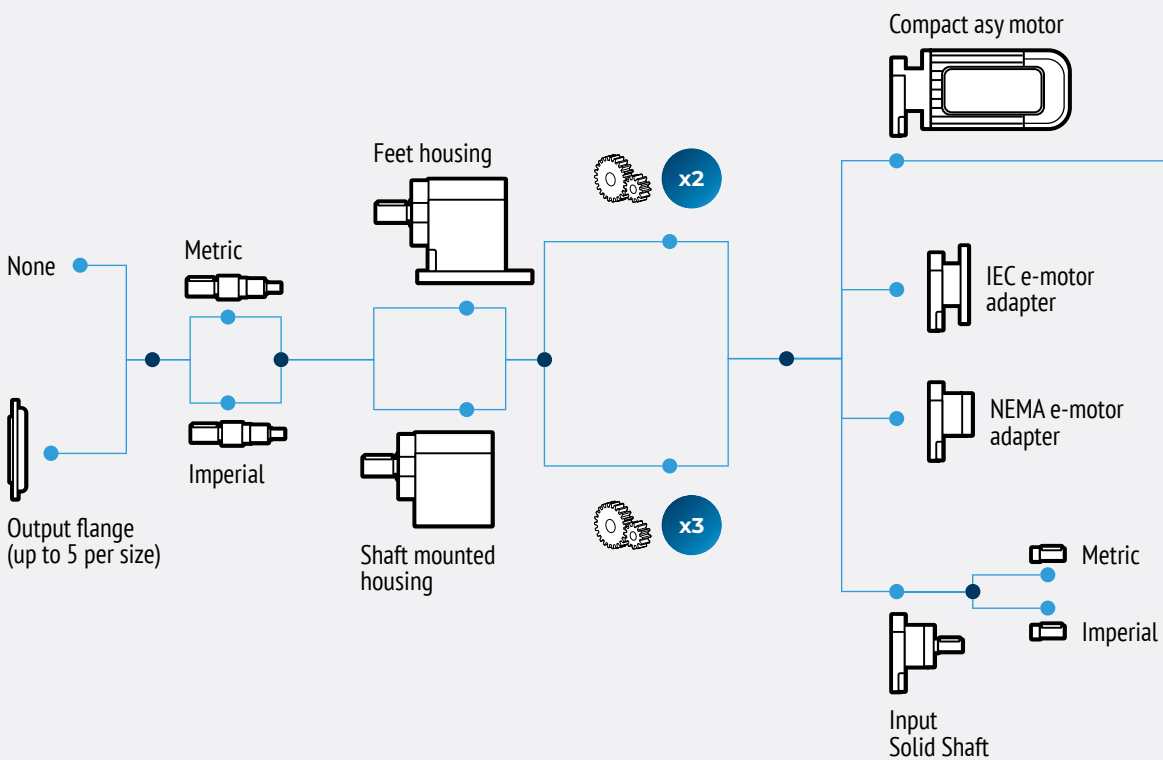 Compact asy motor
Feet housing
x2
None
Metric
IEC e-motor
adapter
NEMA e-motor
adapter
Imperial
Output flange
(up to 5 per size)
Shaft mounted
housing
x3
Metric
Imperial
Input
Solid Shaft